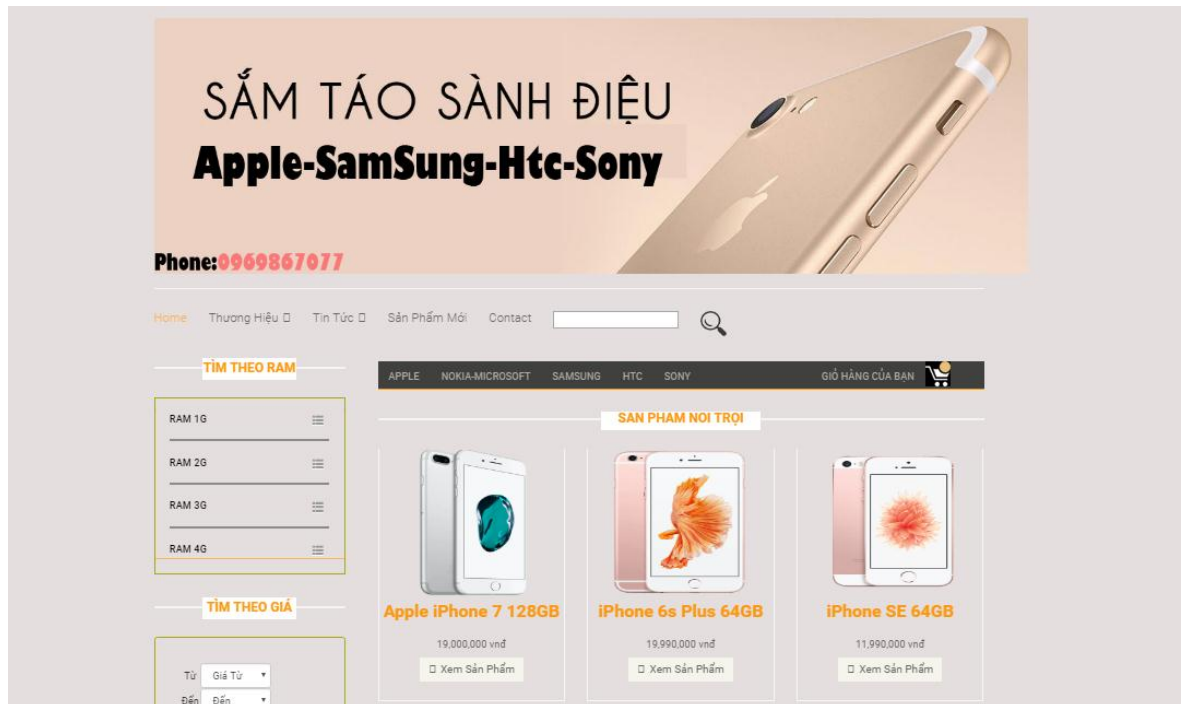 SẮM TÁO SÀNH ĐIỆU
Apple-SamSung-Htc-Sony
Phone:0969867077
Home Thương Hiệu Tin Tức Sản Phẩm Mới Contact
TÌM THEO RAM
RAM 1G
RAM 2G
RAM 3G
RAM 4G
TÌM THEO GIÁ
Từ Giá Từ
Đến Đến
APPLE NOKIA-MICROSOFT SAMSUNG HTC SONY GIỎ HÀNG CỦA BẠN
SAN PHAM NOI TRỌI
Apple iPhone 7 128GB iPhone 6s Plus 64GB iPhone SE 64GB
19,000,000 vnđ 19,990,000 vnđ 11,990,000 vnđ
Xem Sản Phẩm Xem Sản Phẩm Xem Sản Phẩm